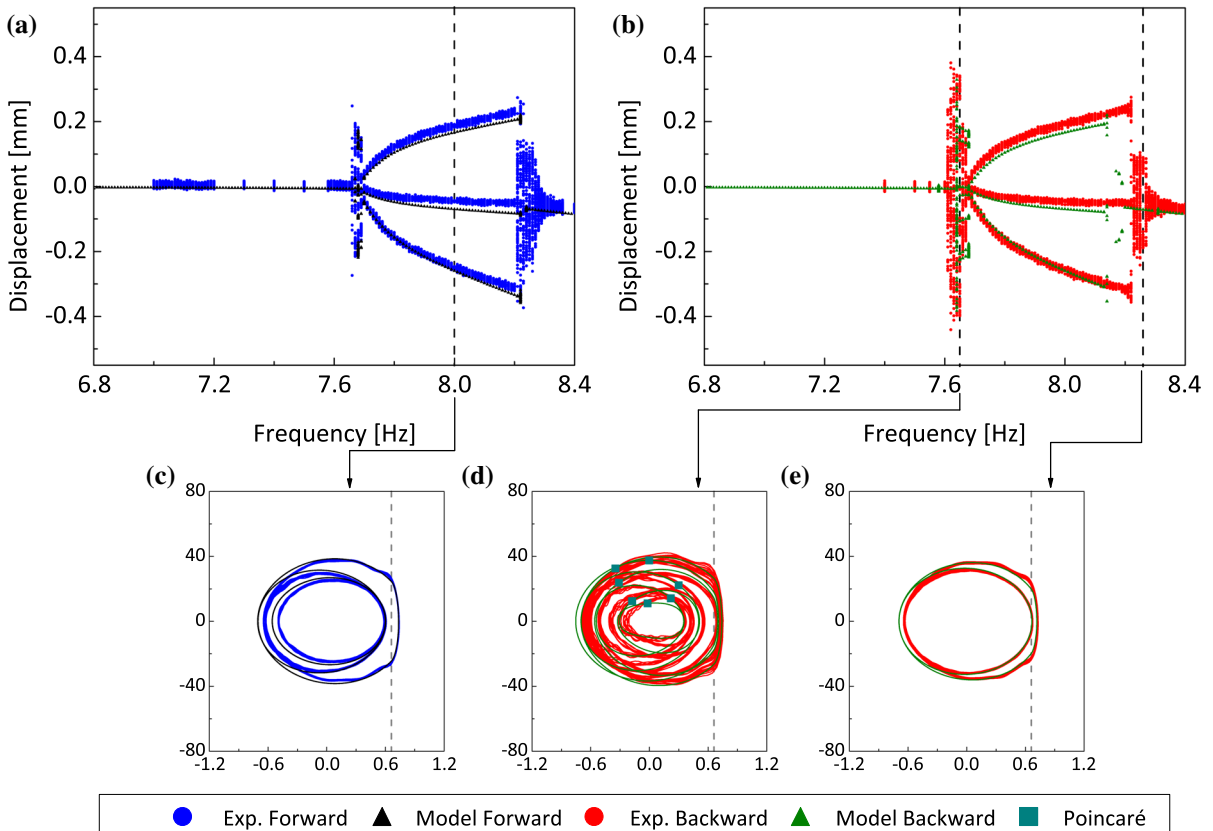 (a)
(b)
Displacement [mm]
0.4
0.2
0.0
-0.2
-0.4
6.8 7.2 7.6 8.0 8.4
Frequency [Hz]
Displacement [mm]
0.4
0.2
0.0
-0.2
-0.4
6.8 7.2 7.6 8.0 8.4
Frequency [Hz]
(c)
80
40
0
-40
-80
-1.2 -0.6 0.0 0.6 1.2
(d)
80
40
0
-40
-80
-1.2 -0.6 0.0 0.6 1.2
(e)
80
40
0
-40
-80
-1.2 -0.6 0.0 0.6 1.2
Exp. Forward Model Forward Exp. Backward Model Backward Poincaré